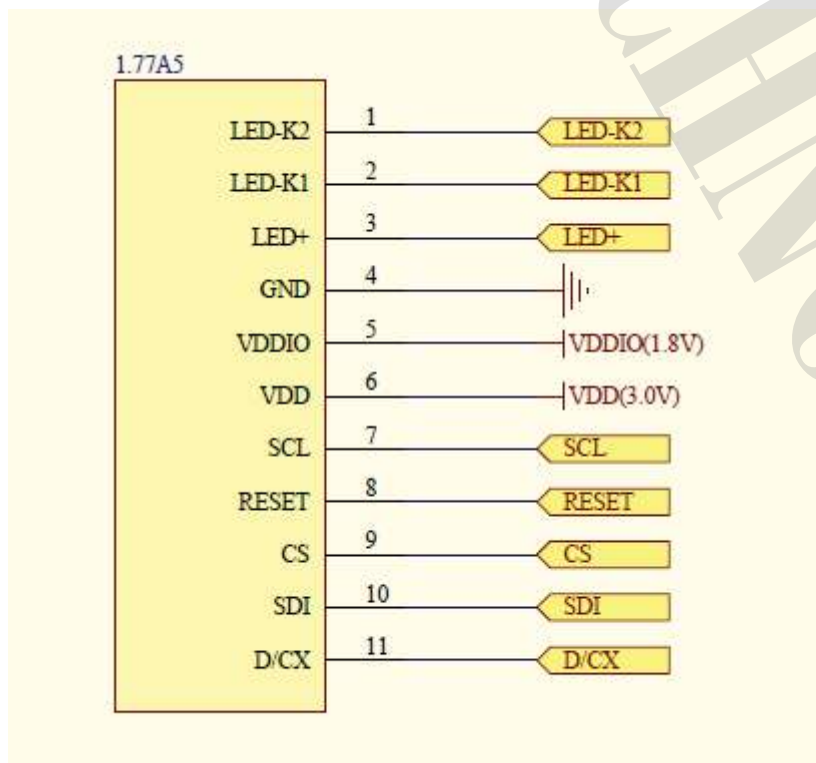 1.77A5
LED-K2 1 LED-K2
LED-K1 2 LED-K1
LED+ 3 LED+
GND 4
VDDIO 5 VDDIO(1.8V)
VDD 6 VDD(3.0V)
SCL 7 SCL
RESET 8 RESET
CS 9 CS
SDI 10 SDI
D/CX 11 D/CX